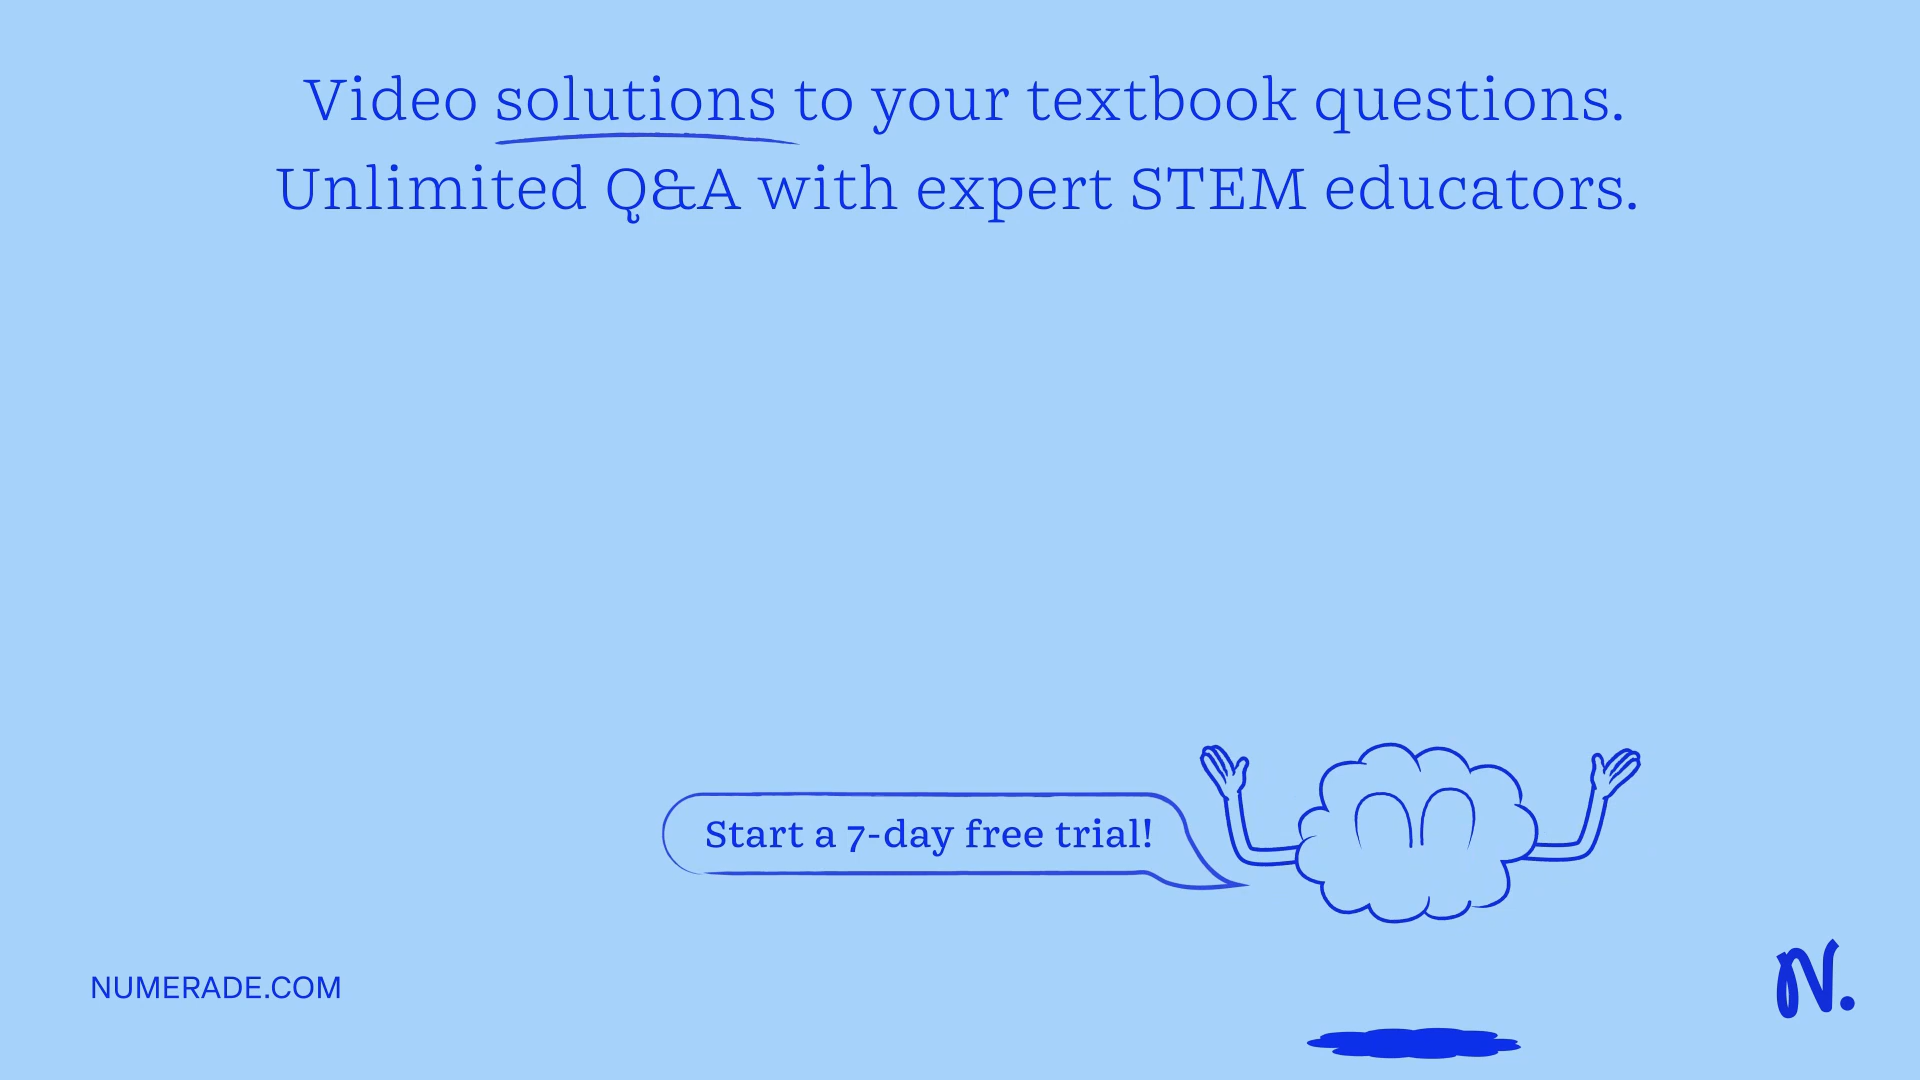 Video solutions to your textbook questions.
Unlimited Q&A with expert STEM educators.
Start a 7-day free trial!
NUMERADE.COM
N.